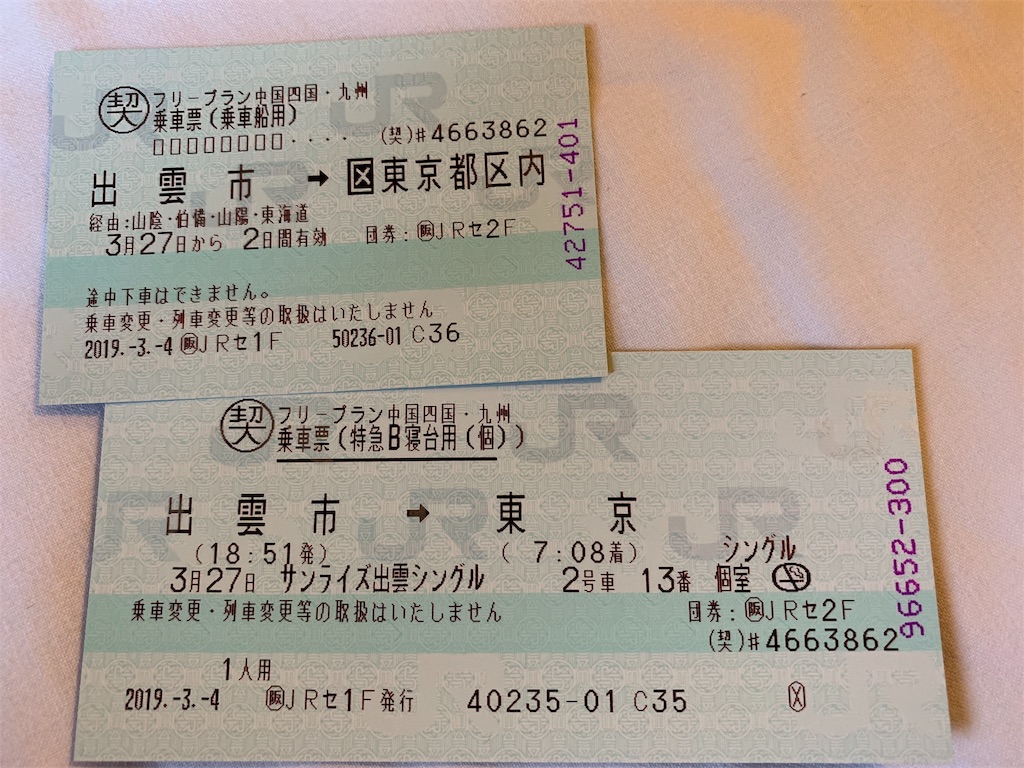 契 フリープラン中国四国・九州
乗車票(乗車船用)
□□□□□□□□・・・・ (契)#4663862
出雲市 → 区東京都区内
経由:山陰・伯備・山陽・東海道
3月27日から 2日間有効 団券:阪JRセ2F
途中下車はできません。
乗車変更・列車変更等の取扱はいたしません
2019.-3.-4 阪JRセ1F 50236-01 C36
42751-401
契 フリープラン中国四国・九州
乗車票(特急B寝台用(個))
出雲市 → 東京
(18:51発) (7:08着) シングル
3月27日 サンライズ出雲シングル 2号車 13番 個室
乗車変更・列車変更等の取扱はいたしません 団券:阪JRセ2F
(契)#4663862
1人用
2019.-3.-4 阪JRセ1F発行 40235-01 C35 X
96652-300